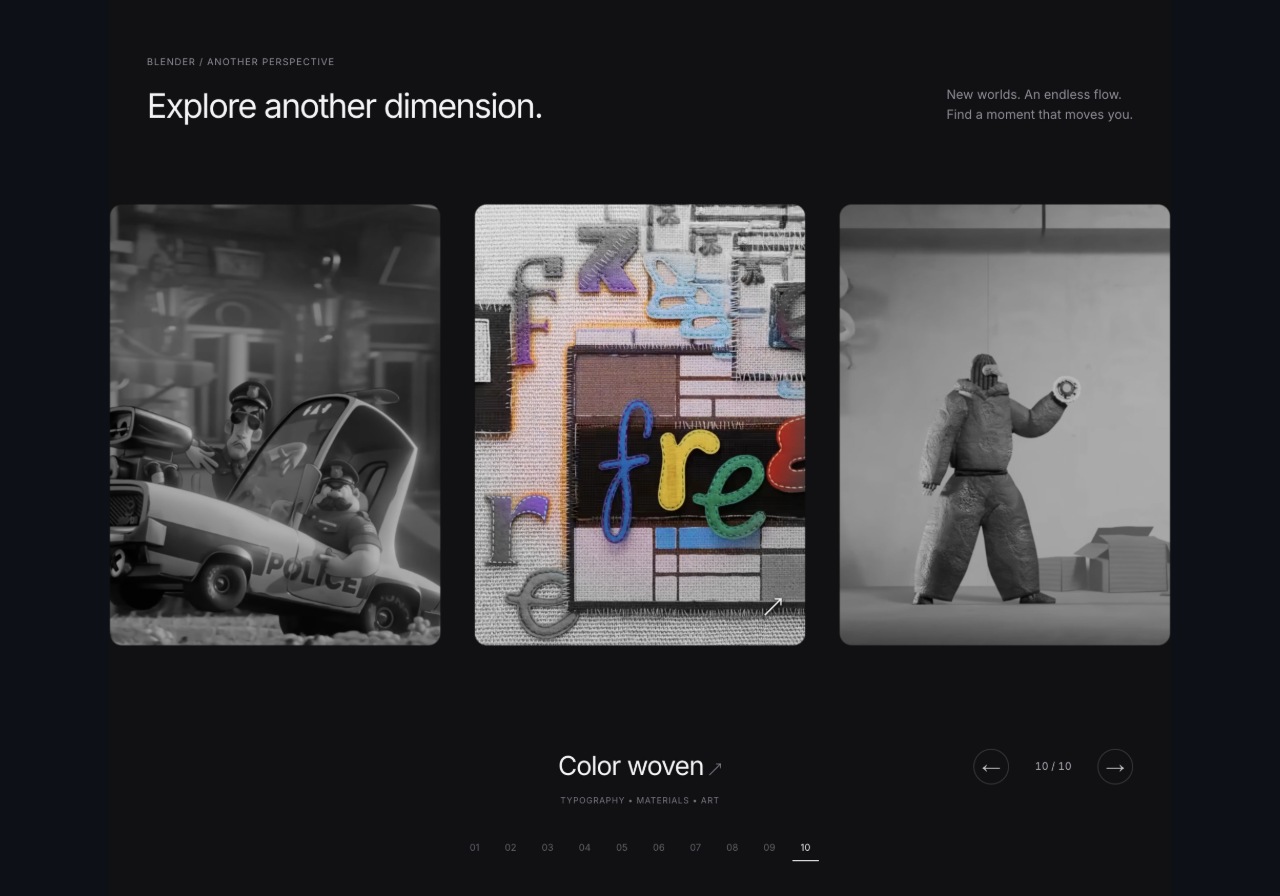 BLENDER / ANOTHER PERSPECTIVE
Explore another dimension.
New worlds. An endless flow.
Find a moment that moves you.
POLICE
f
fre
r
e
Color woven ↗
TYPOGRAPHY • MATERIALS • ART
← 10 / 10 →
01 02 03 04 05 06 07 08 09 10